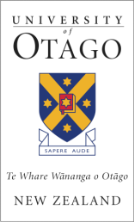 UNIVERSITY
of
OTAGO
SAPERE AUDE
Te Whare Wānanga o Otāgo
NEW ZEALAND